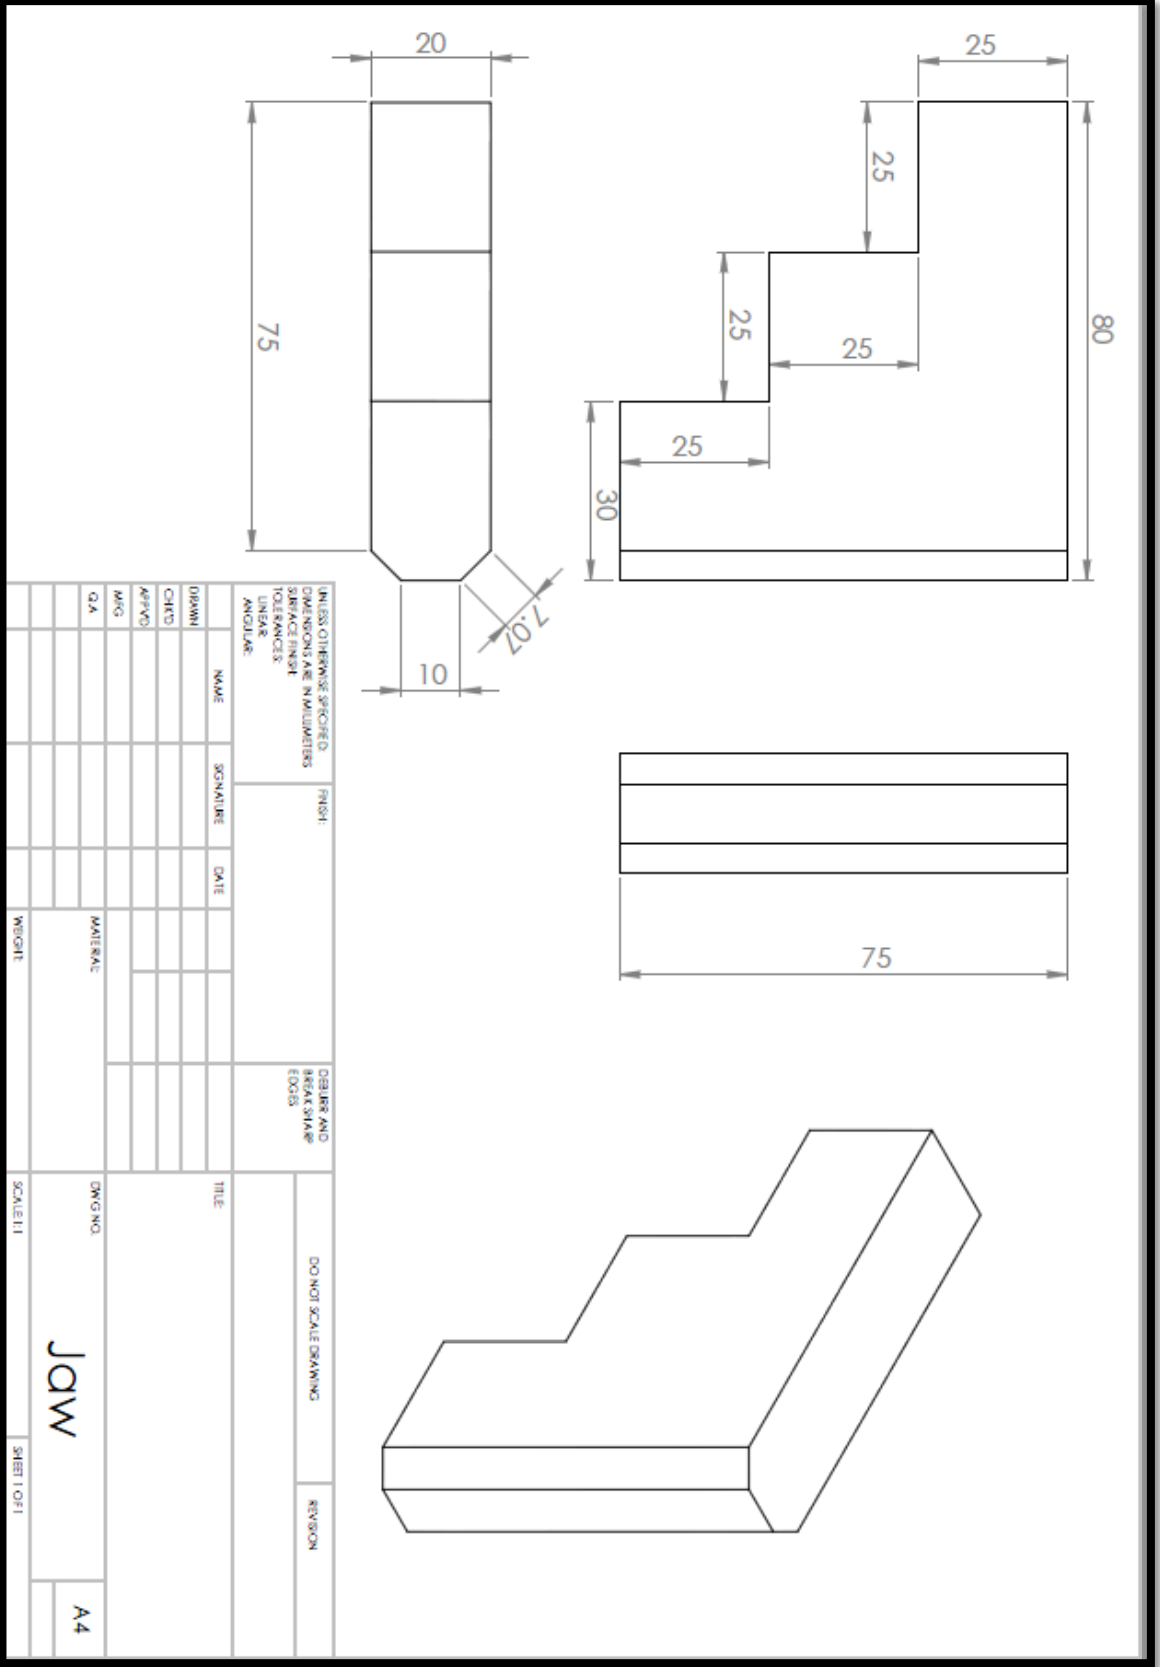 20
25
25
75
25
25
80
25
30
7.07
10
75
UNLESS OTHERWISE SPECIFIED:
DIMENSIONS ARE IN MILLIMETERS
SURFACE FINISH:
TOLERANCES:
LINEAR:
ANGULAR:
FINISH:
DEBURR AND
BREAK SHARP
EDGES
DO NOT SCALE DRAWING
REVISION
NAME
SIGNATURE
DATE
TITLE:
DRAWN
CHK'D
APPV'D
MFG
Q.A
MATERIAL:
DWG NO.
Jaw
A4
WEIGHT:
SCALE:1:1
SHEET 1 OF 1